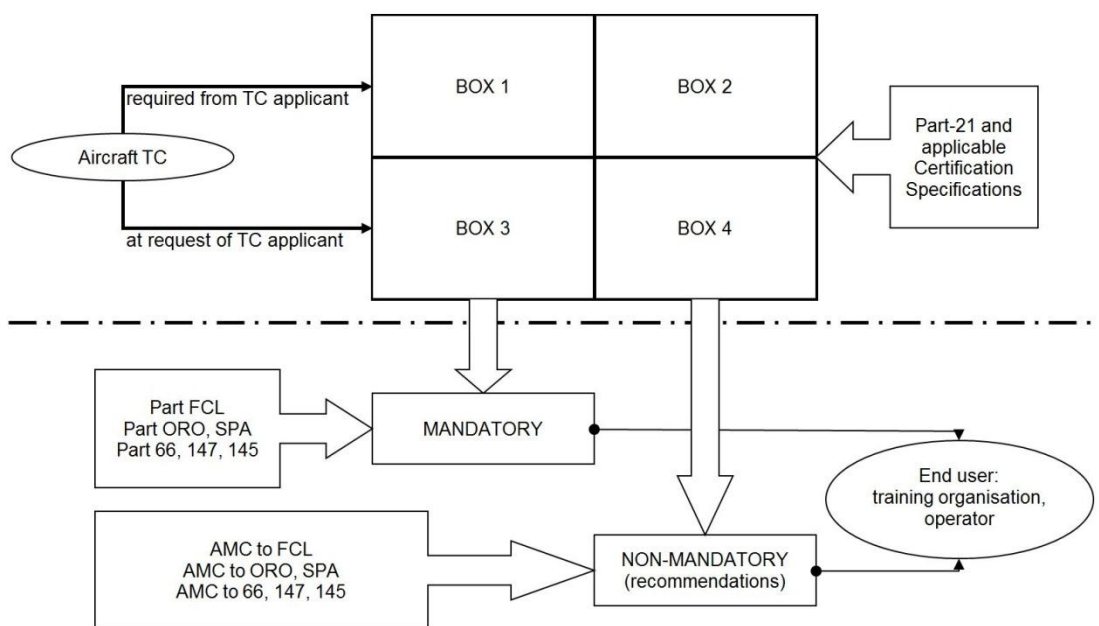 BOX 1
BOX 2
required from TC applicant
Part-21 and
applicable
Certification
Specifications
Aircraft TC
BOX 3
BOX 4
at request of TC applicant
Part FCL
Part ORO, SPA
Part 66, 147, 145
MANDATORY
End user:
training organisation,
operator
AMC to FCL
AMC to ORO, SPA
AMC to 66, 147, 145
NON-MANDATORY
(recommendations)